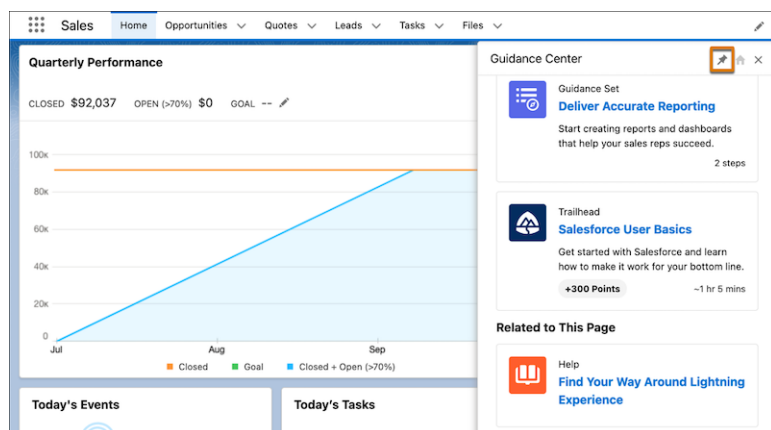 Sales
Home
Opportunities
Quotes
Leads
Tasks
Files
Quarterly Performance
CLOSED $92,037 OPEN (>70%) $0 GOAL --
100K
80K
60K
40K
20K
0
Jul
Aug
Sep
Closed
Goal
Closed + Open (>70%)
Today's Events
Today's Tasks
Guidance Center
Guidance Set
Deliver Accurate Reporting
Start creating reports and dashboards
that help your sales reps succeed.
2 steps
Trailhead
Salesforce User Basics
Get started with Salesforce and learn
how to make it work for your bottom line.
+300 Points
~1 hr 5 mins
Related to This Page
Help
Find Your Way Around Lightning
Experience